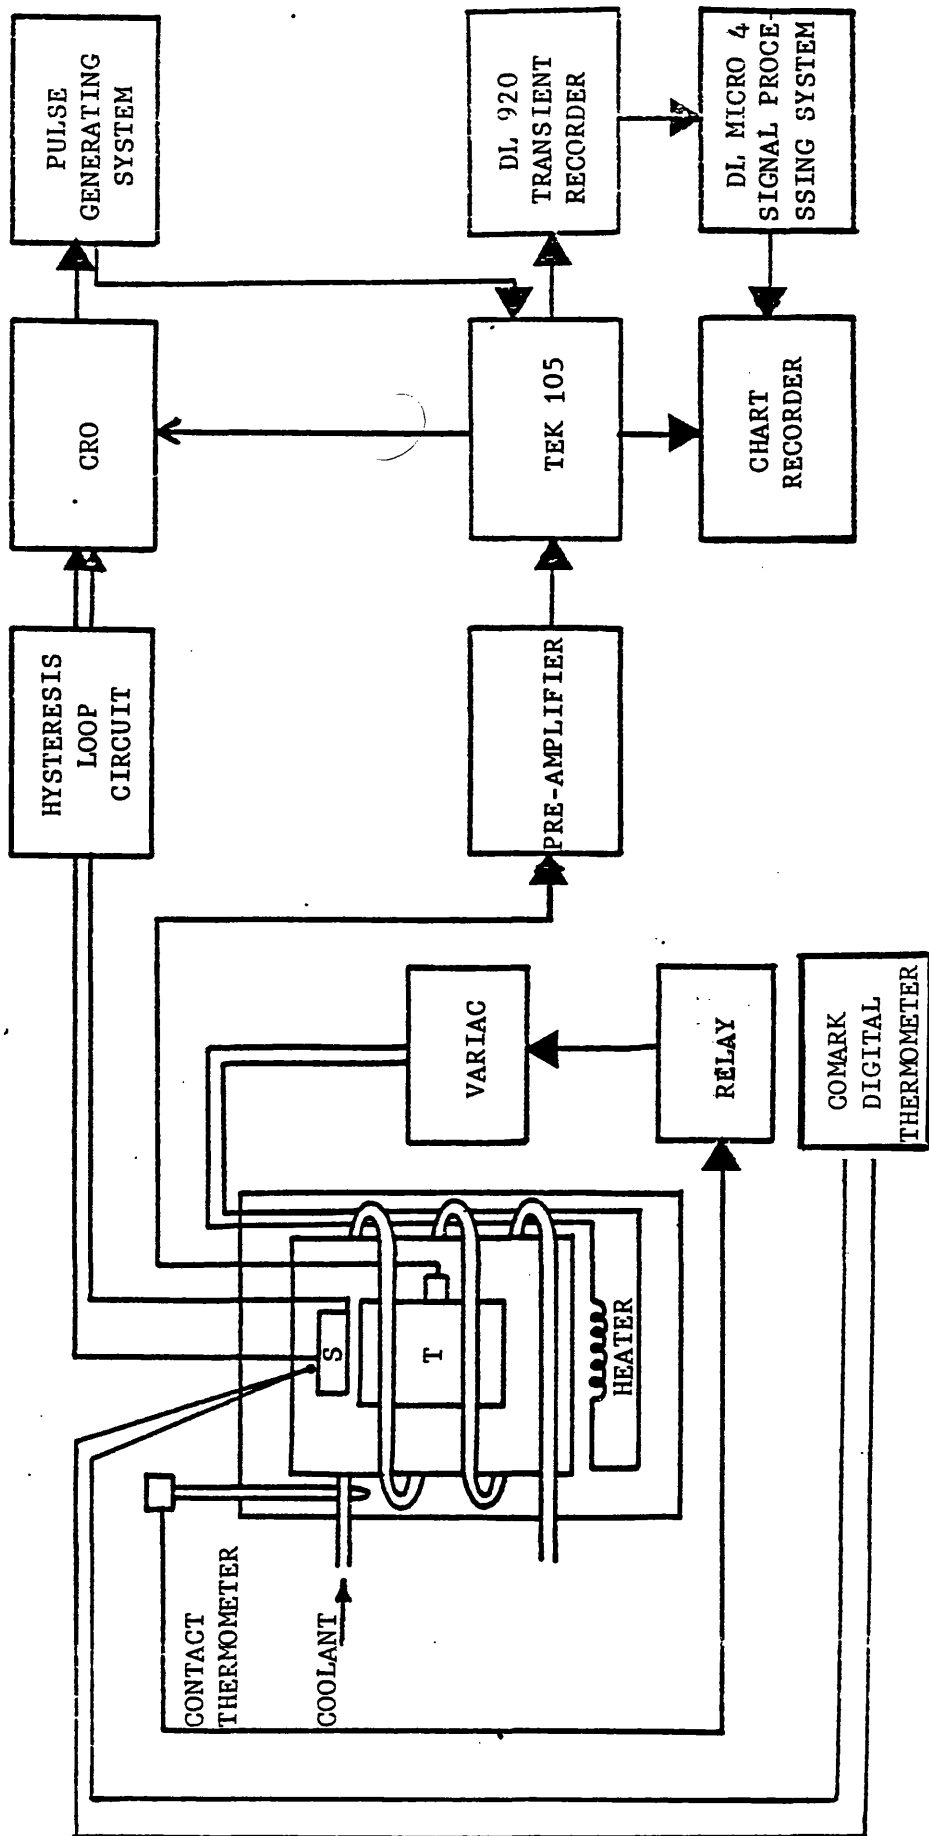 HYSTERESIS
LOOP
CIRCUIT
CRO
PULSE
GENERATING
SYSTEM
CONTACT
THERMOMETER
COOLANT
S
T
HEATER
VARIAC
RELAY
COMARK
DIGITAL
THERMOMETER
PRE-AMPLIFIER
TEK 105
DL 920
TRANSIENT
RECORDER
CHART
RECORDER
DL MICRO 4
SIGNAL PROCE-
SSING SYSTEM